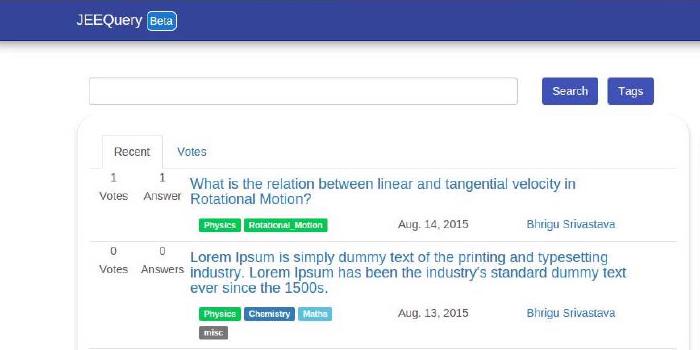 JEEQuery Beta
Search Tags
Recent Votes
1 1 What is the relation between linear and tangential velocity in
Votes Answer Rotational Motion?
Physics Rotational_Motion Aug. 14, 2015 Bhrigu Srivastava
0 0 Lorem Ipsum is simply dummy text of the printing and typesetting
Votes Answers industry. Lorem Ipsum has been the industry's standard dummy text
ever since the 1500s.
Physics Chemistry Maths Aug. 13, 2015 Bhrigu Srivastava
misc